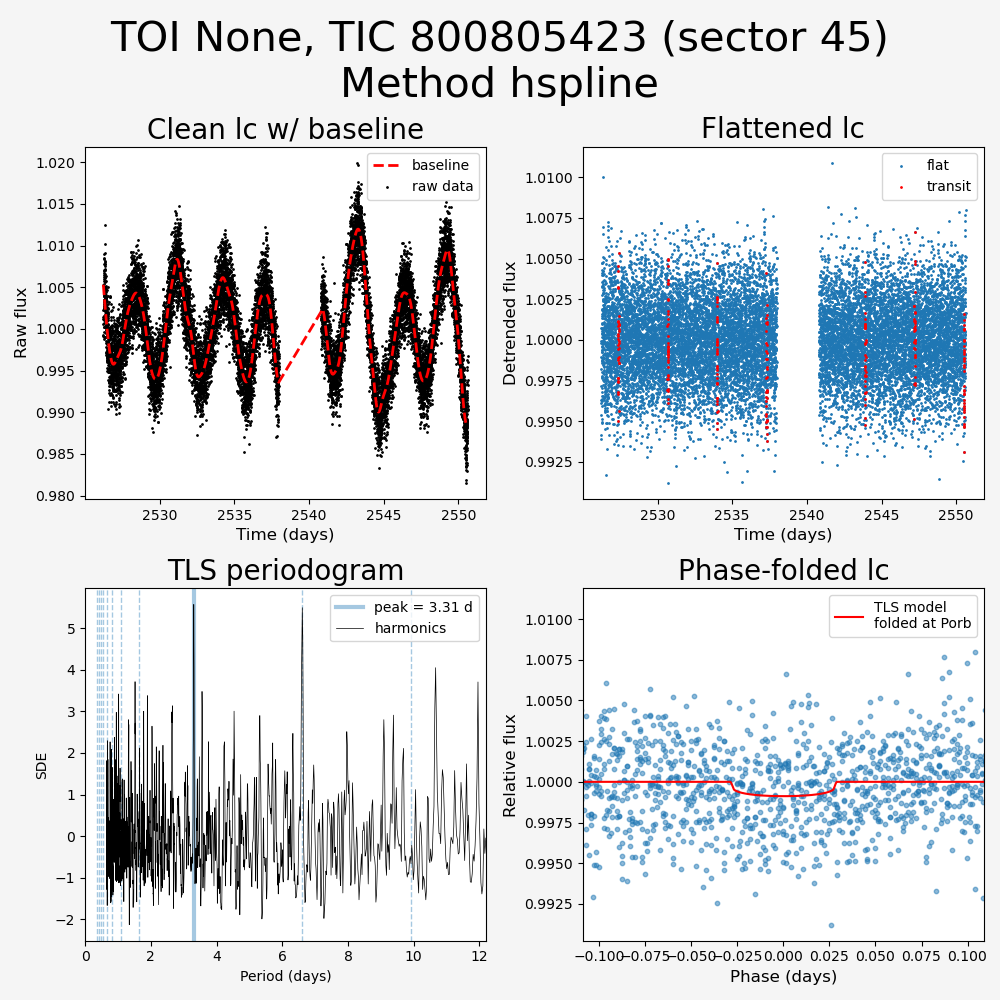 TOI None, TIC 800805423 (sector 45)
Method hspline
Clean lc w/ baseline
baseline
raw data
1.020
1.015
1.010
1.005
1.000
0.995
0.990
0.985
0.980
Raw flux
2530 2535 2540 2545 2550
Time (days)
Flattened lc
flat
transit
1.0100
1.0075
1.0050
1.0025
1.0000
0.9975
0.9950
0.9925
Detrended flux
2530 2535 2540 2545 2550
Time (days)
TLS periodogram
peak = 3.31 d
harmonics
5
4
3
2
1
0
−1
−2
SDE
0 2 4 6 8 10 12
Period (days)
Phase-folded lc
TLS model
folded at Porb
1.0100
1.0075
1.0050
1.0025
1.0000
0.9975
0.9950
0.9925
Relative flux
−0.100 −0.075 −0.050 −0.025 0.000 0.025 0.050 0.075 0.100
Phase (days)